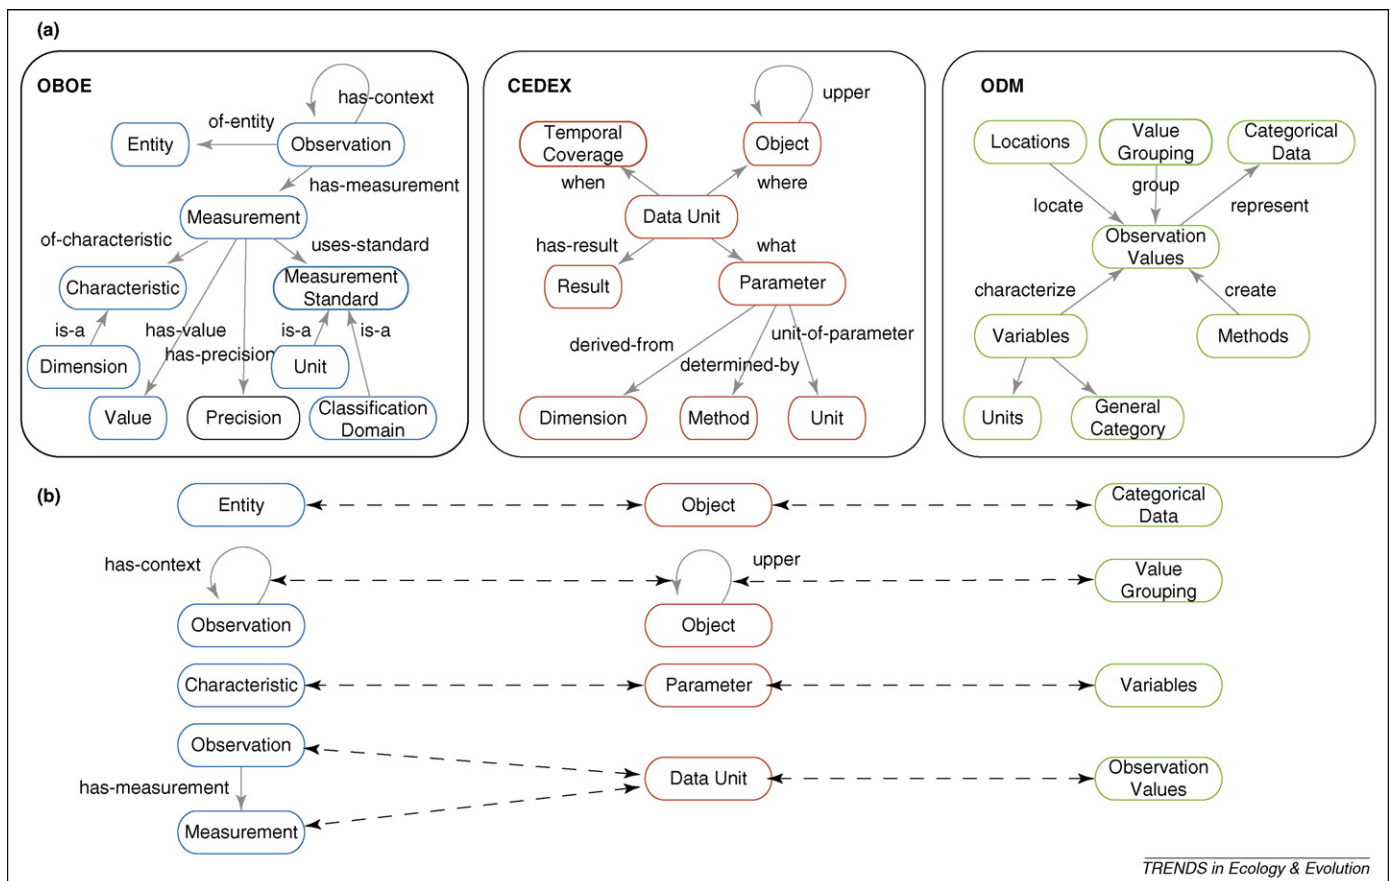 (a)
OBOE
has-context
of-entity
Entity
Observation
has-measurement
Measurement
of-characteristic
uses-standard
Characteristic
Measurement
Standard
is-a
has-value
is-a
is-a
has-precision
Dimension
Unit
Value
Precision
Classification
Domain
CEDEX
upper
Temporal
Coverage
Object
when
where
Data Unit
has-result
what
Result
Parameter
derived-from
unit-of-parameter
determined-by
Dimension
Method
Unit
ODM
Locations
Value
Grouping
Categorical
Data
group
locate
represent
Observation
Values
characterize
create
Variables
Methods
Units
General
Category
(b)
Entity
Object
Categorical
Data
has-context
upper
Value
Grouping
Observation
Object
Characteristic
Parameter
Variables
Observation
has-measurement
Data Unit
Observation
Values
Measurement
TRENDS in Ecology & Evolution